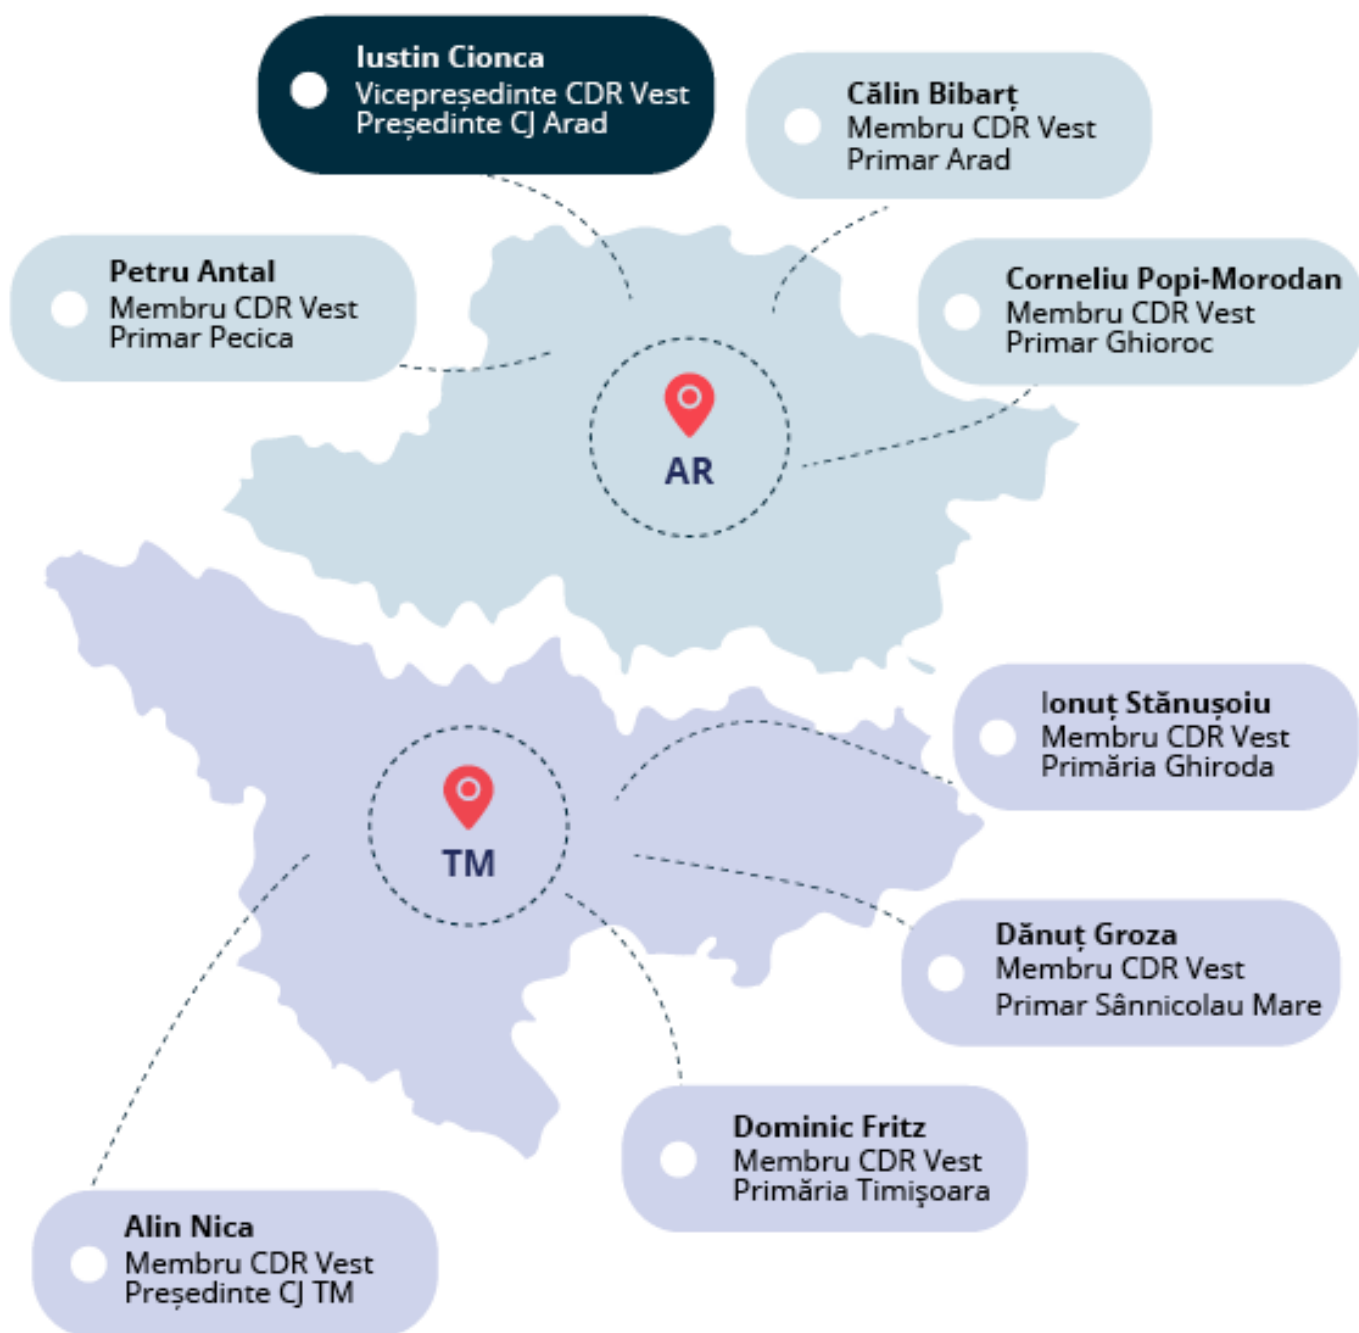 Iustin Cionca
Vicepreședinte CDR Vest
Președinte CJ Arad
Călin Bibarț
Membru CDR Vest
Primar Arad
Petru Antal
Membru CDR Vest
Primar Pecica
Corneliu Popi-Morodan
Membru CDR Vest
Primar Ghioroc
AR
Ionuț Stănușoiu
Membru CDR Vest
Primăria Ghiroda
TM
Dănuț Groza
Membru CDR Vest
Primar Sânnicolau Mare
Dominic Fritz
Membru CDR Vest
Primăria Timişoara
Alin Nica
Membru CDR Vest
Președinte CJ TM